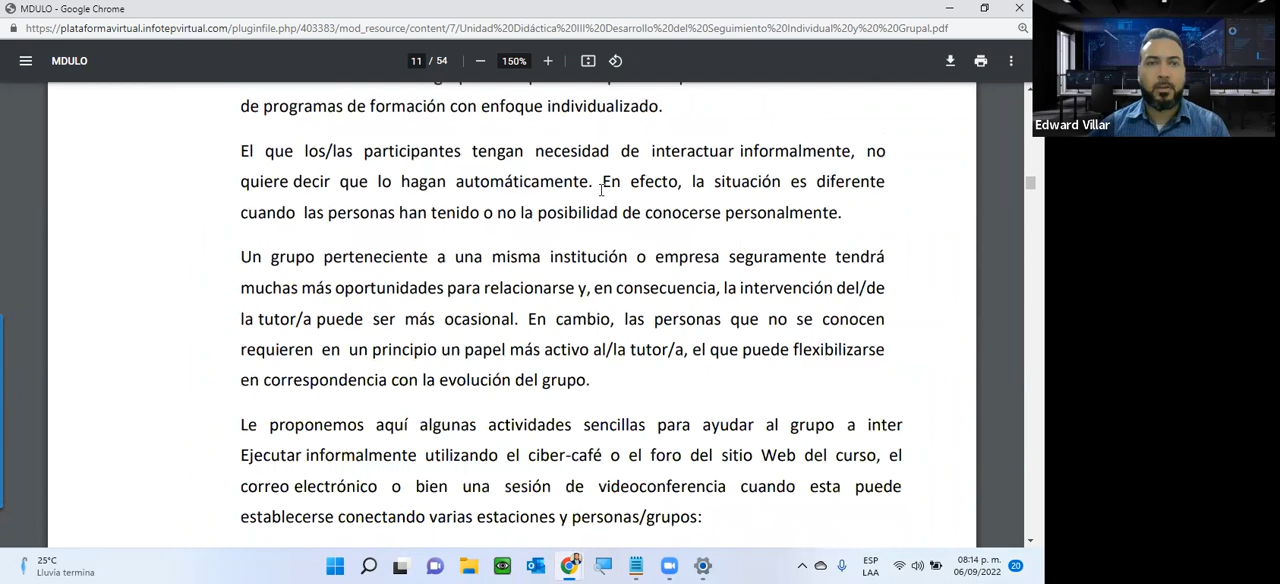 MDULO - Google Chrome
https://plataformavirtual.infotepvirtual.com/pluginfile.php/403383/mod_resource/content/7/Unidad%20Didáctica%20III%20Desarrollo%20del%20Seguimiento%20Individual%20y%20%20Grupal.pdf
MDULO
11 / 54
150%
de programas de formación con enfoque individualizado.
El que los/las participantes tengan necesidad de interactuar informalmente, no
quiere decir que lo hagan automáticamente. En efecto, la situación es diferente
cuando las personas han tenido o no la posibilidad de conocerse personalmente.
Un grupo perteneciente a una misma institución o empresa seguramente tendrá
muchas más oportunidades para relacionarse y, en consecuencia, la intervención del/de
la tutor/a puede ser más ocasional. En cambio, las personas que no se conocen
requieren en un principio un papel más activo al/la tutor/a, el que puede flexibilizarse
en correspondencia con la evolución del grupo.
Le proponemos aquí algunas actividades sencillas para ayudar al grupo a inter
Ejecutar informalmente utilizando el ciber-café o el foro del sitio Web del curso, el
correo electrónico o bien una sesión de videoconferencia cuando esta puede
establecerse conectando varias estaciones y personas/grupos:
Edward Villar
25°C
Lluvia termina
ESP
LAA
08:14 p. m.
06/09/2022
20